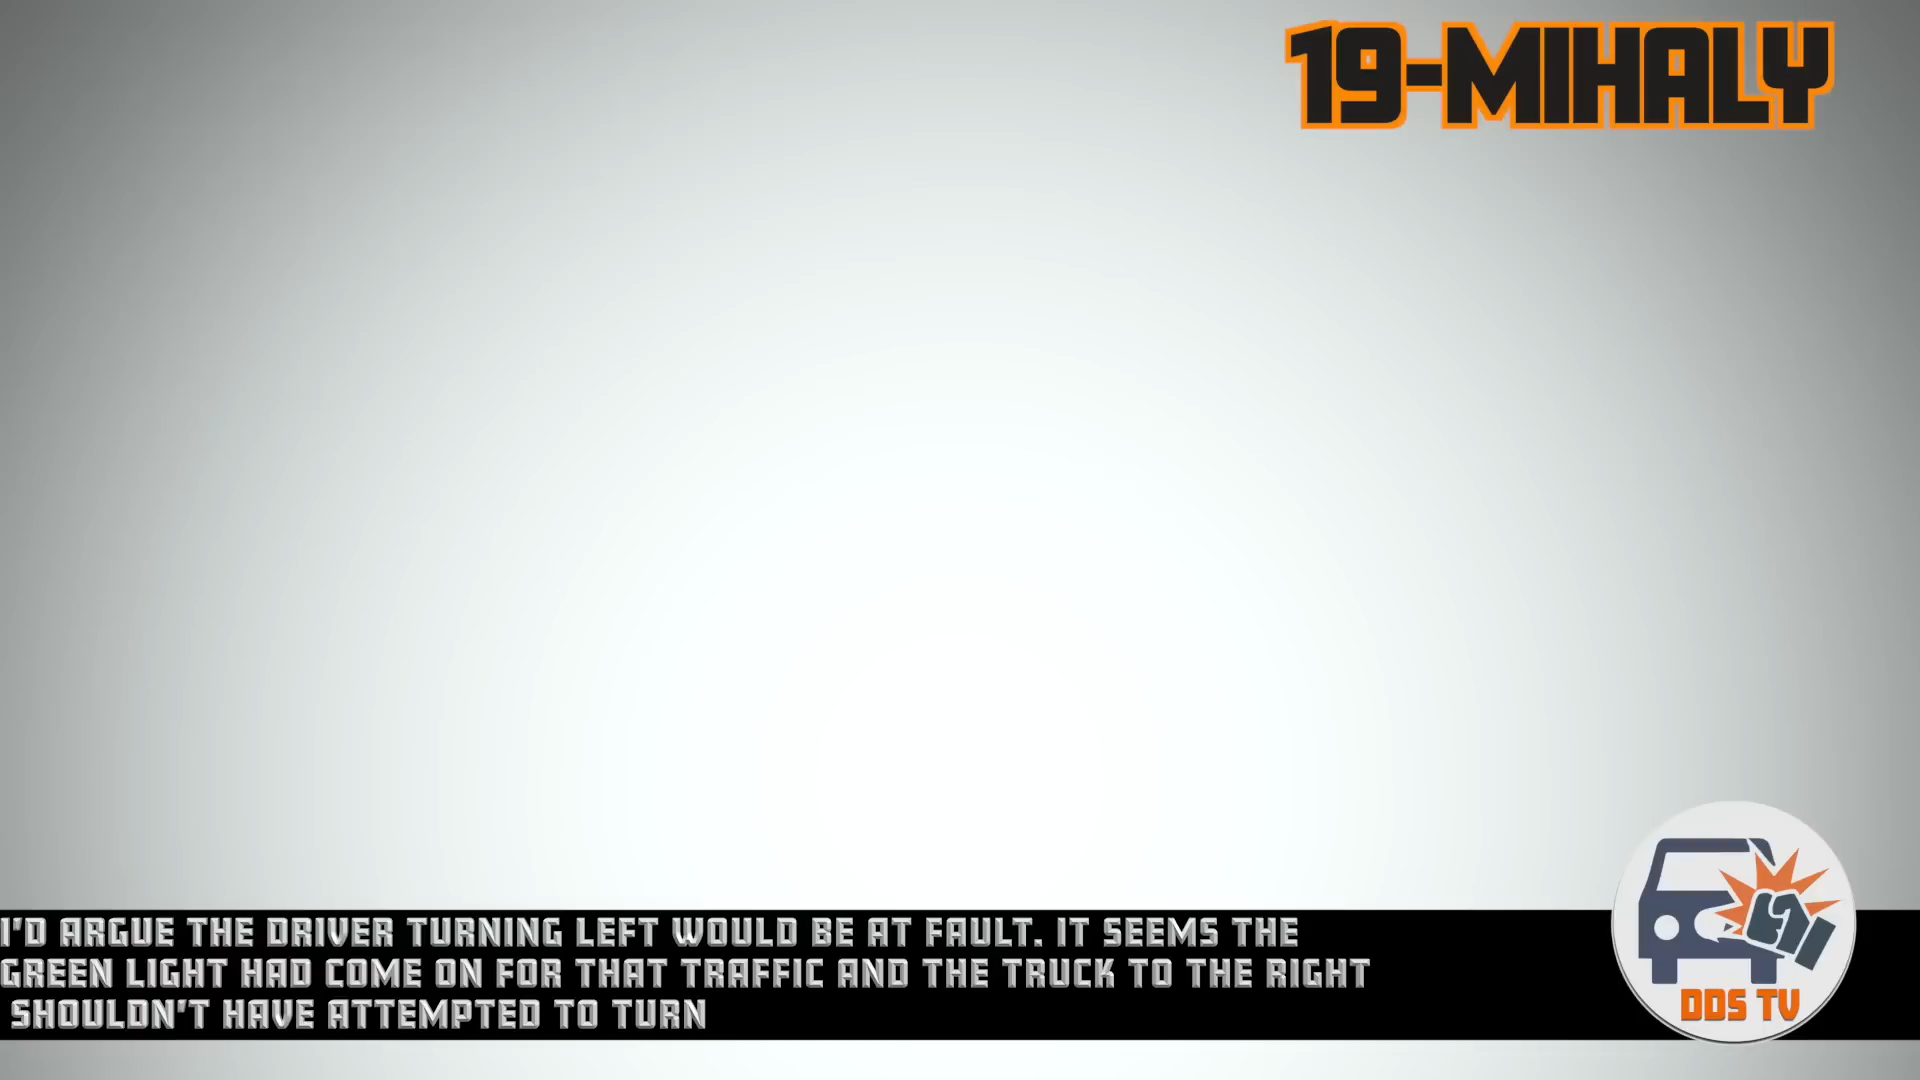 19-MIHALY
I'D ARGUE THE DRIVER TURNING LEFT WOULD BE AT FAULT. IT SEEMS THE
GREEN LIGHT HAD COME ON FOR THAT TRAFFIC AND THE TRUCK TO THE RIGHT
SHOULDN'T HAVE ATTEMPTED TO TURN
DDS TV